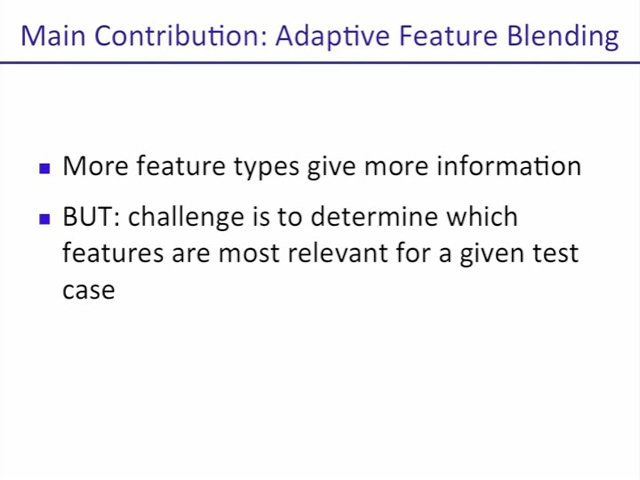 Main Contribution: Adaptive Feature Blending
More feature types give more information
BUT: challenge is to determine which
features are most relevant for a given test
case